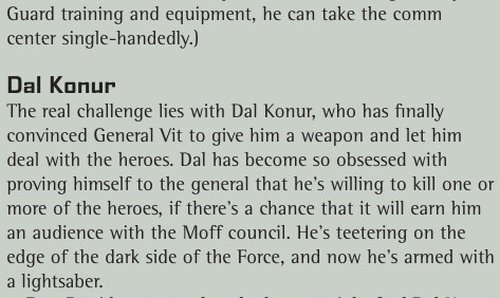 Guard training and equipment, he can take the comm
center single-handedly.)
Dal Konur
The real challenge lies with Dal Konur, who has finally
convinced General Vit to give him a weapon and let him
deal with the heroes. Dal has become so obsessed with
proving himself to the general that he's willing to kill one or
more of the heroes, if there's a chance that it will earn him
an audience with the Moff council. He's teetering on the
edge of the dark side of the Force, and now he's armed with
a lightsaber.